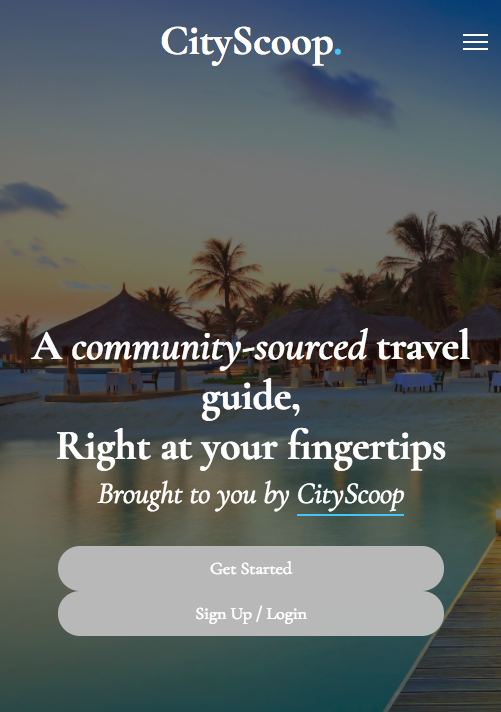 CityScoop.
A community-sourced travel
guide,
Right at your fingertips
Brought to you by CityScoop
Get Started
Sign Up / Login